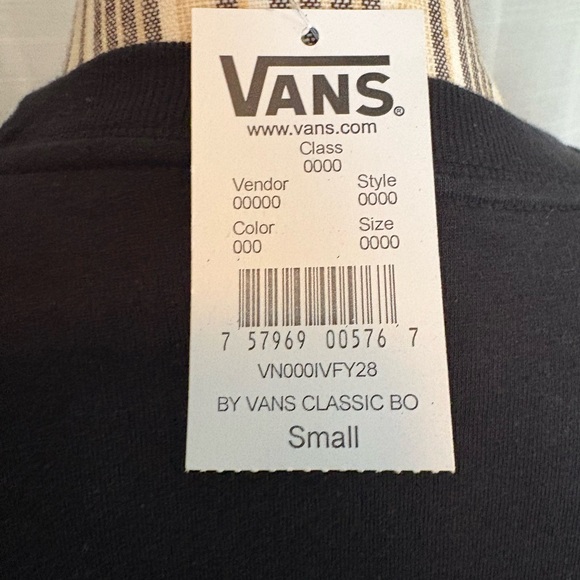 VANS®
www.vans.com
Class
0000
Vendor Style
00000 0000
Color Size
000 0000
7 57969 00576 7
VN000IVFY28
BY VANS CLASSIC BO
Small